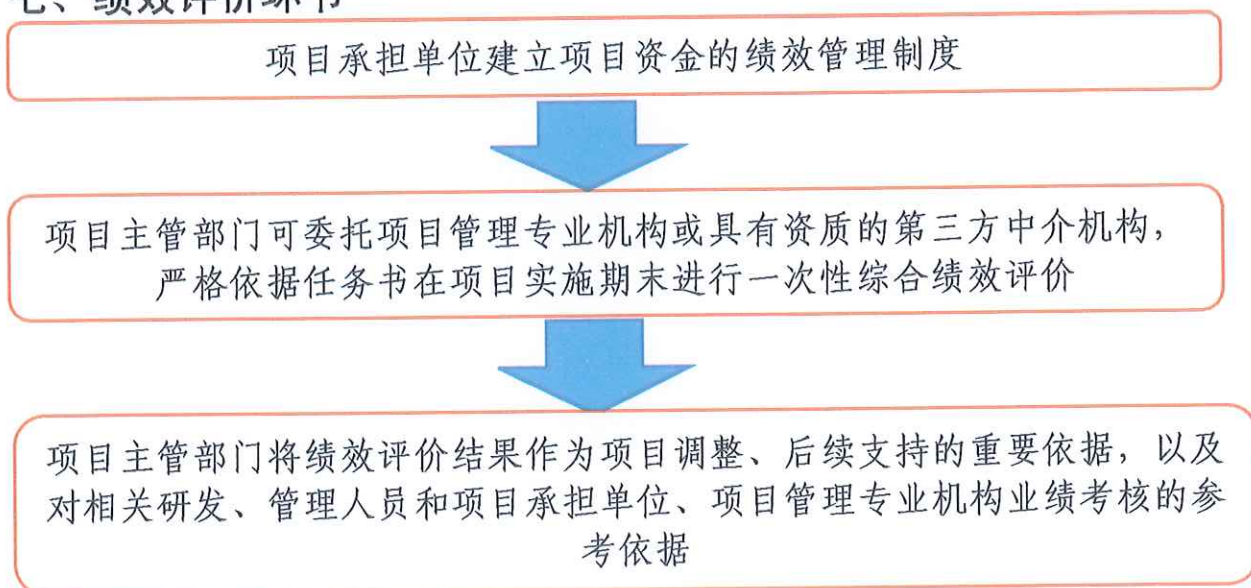 七、绩效评价环节
项目承担单位建立项目资金的绩效管理制度
项目主管部门可委托项目管理专业机构或具有资质的第三方中介机构，
严格依据任务书在项目实施期末进行一次性综合绩效评价
项目主管部门将绩效评价结果作为项目调整、后续支持的重要依据，以及
对相关研发、管理人员和项目承担单位、项目管理专业机构业绩考核的参
考依据